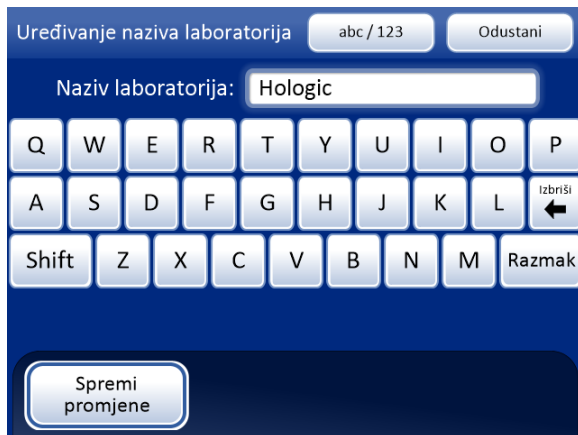 Uređivanje naziva laboratorija abc / 123 Odustani
Naziv laboratorija: Hologic
Q W E R T Y U I O P
A S D F G H J K L Izbriši
Shift Z X C V B N M Razmak
Spremi
promjene